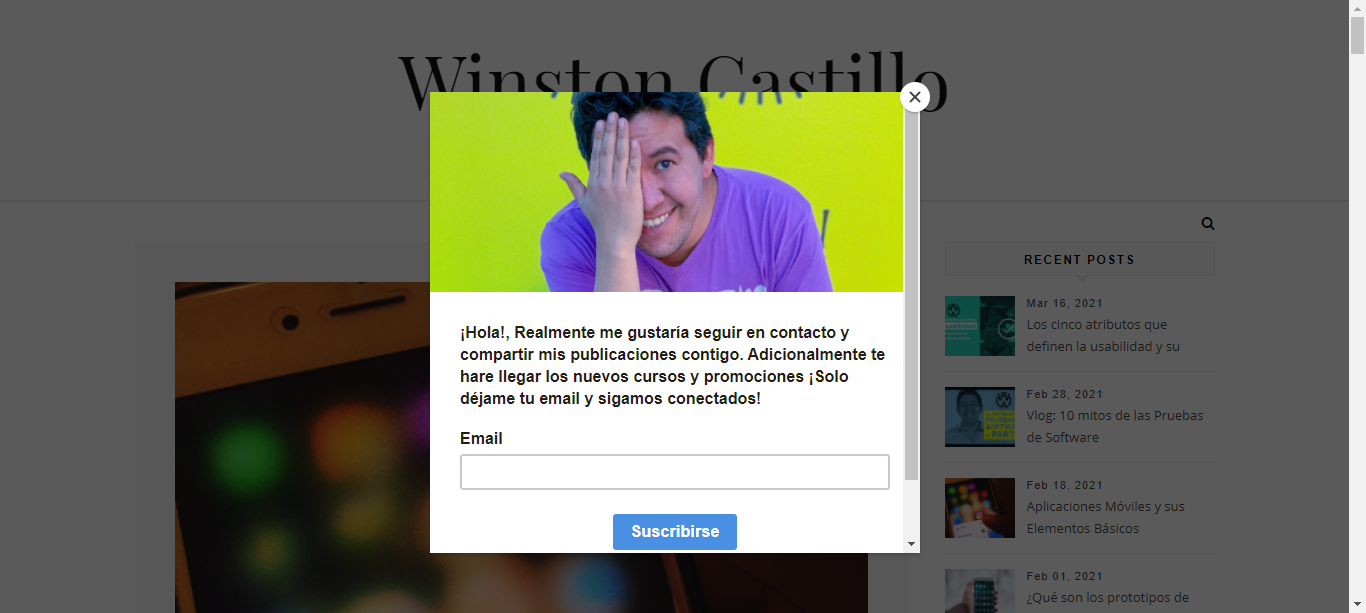 Winston Castillo
¡Hola!, Realmente me gustaría seguir en contacto y
compartir mis publicaciones contigo. Adicionalmente te
hare llegar los nuevos cursos y promociones ¡Solo
déjame tu email y sigamos conectados!
Email
Suscribirse
RECENT POSTS
Mar 16, 2021
Los cinco atributos que
definen la usabilidad y su
Feb 28, 2021
Vlog: 10 mitos de las Pruebas
de Software
Feb 18, 2021
Aplicaciones Móviles y sus
Elementos Básicos
Feb 01, 2021
¿Qué son los prototipos de